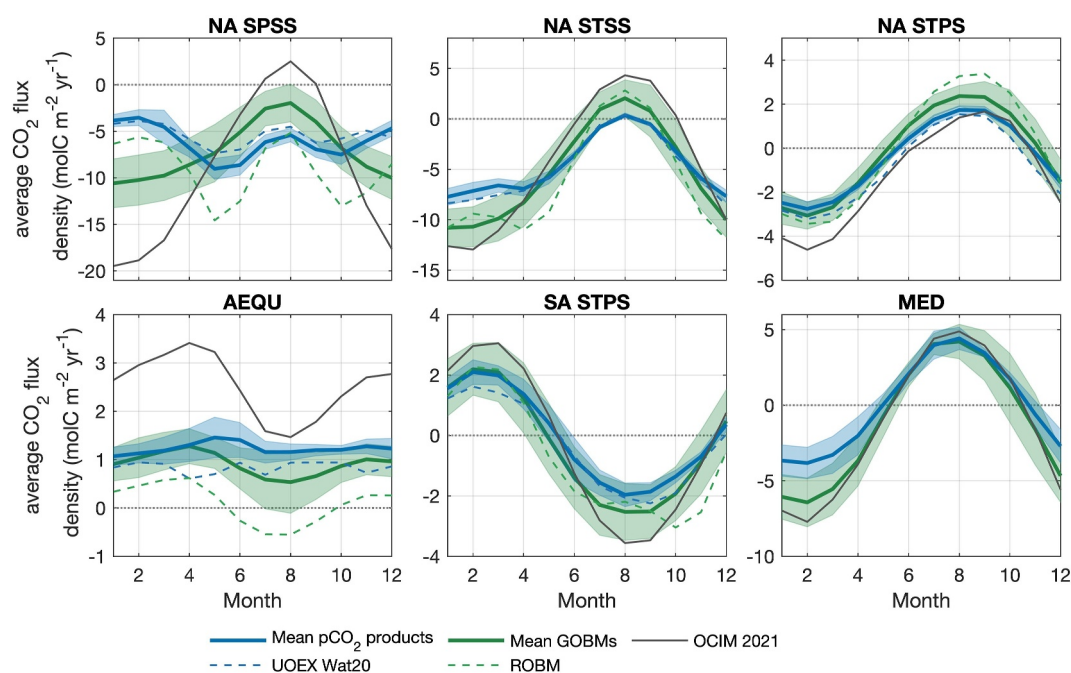 NA SPSS
NA STSS
NA STPS
average CO2 flux
density (molC m-2 yr-1)
5
0
-5
-10
-15
-20
5
0
-5
-10
-15
4
2
0
-2
-4
-6
AEQU
SA STPS
MED
average CO2 flux
density (molC m-2 yr-1)
4
3
2
1
0
-1
4
2
0
-2
-4
5
0
-5
-10
2 4 6 8 10 12
2 4 6 8 10 12
2 4 6 8 10 12
Month
Month
Month
Mean pCO2 products
Mean GOBMs
OCIM 2021
UOEX Wat20
ROBM